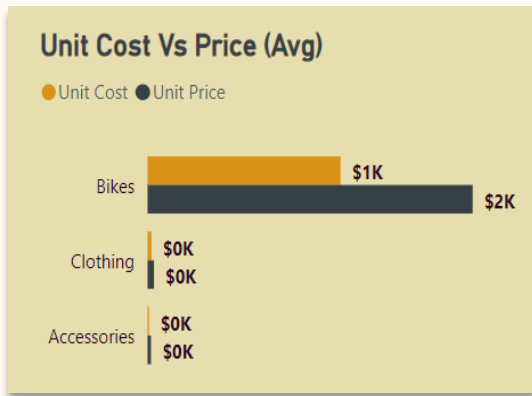 Unit Cost Vs Price (Avg)
Unit Cost Unit Price
$1K
Bikes
$2K
$0K
Clothing
$0K
$0K
Accessories
$0K